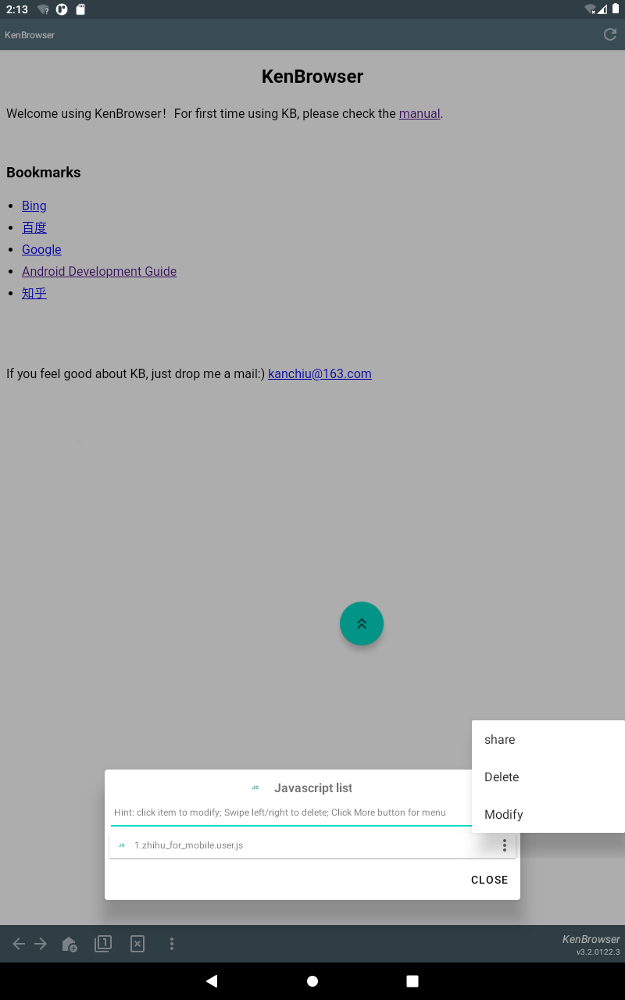 2:13
KenBrowser
KenBrowser
Welcome using KenBrowser！For first time using KB, please check the manual.
Bookmarks
Bing
百度
Google
Android Development Guide
知乎
If you feel good about KB, just drop me a mail:) kanchiu@163.com
share
Delete
Modify
JS Javascript list
Hint: click item to modify; Swipe left/right to delete; Click More button for menu
JS 1.zhihu_for_mobile.user.js
CLOSE
1
KenBrowser
v3.2.0122.3